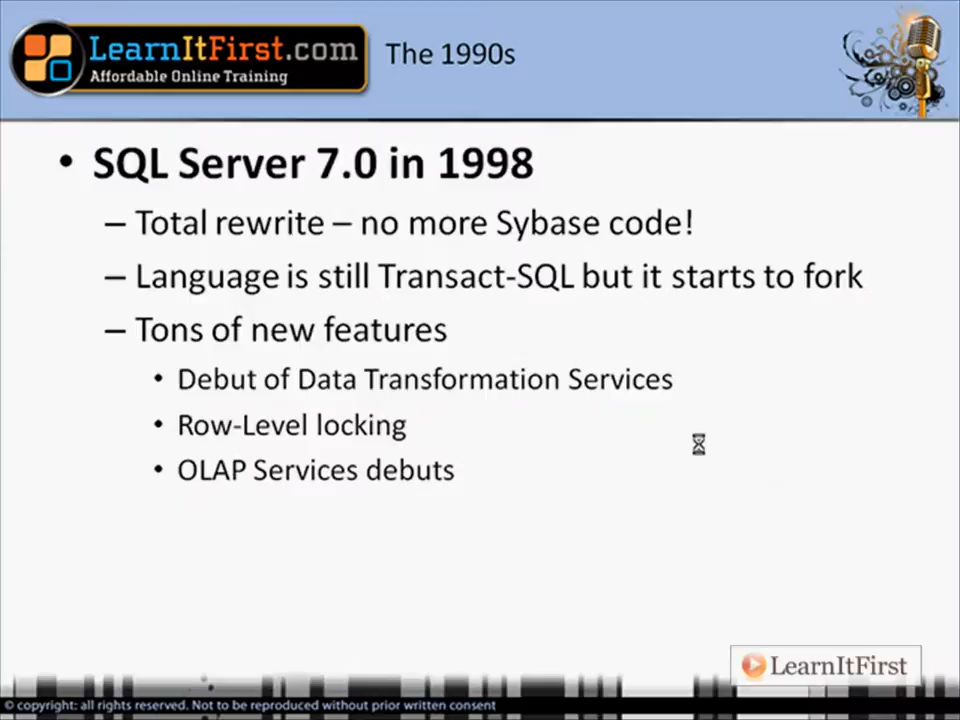 LearnItFirst.com
Affordable Online Training
The 1990s
• SQL Server 7.0 in 1998
– Total rewrite – no more Sybase code!
– Language is still Transact-SQL but it starts to fork
– Tons of new features
• Debut of Data Transformation Services
• Row-Level locking
• OLAP Services debuts
LearnItFirst
© copyright: all rights reserved. Not to be reproduced without prior written consent